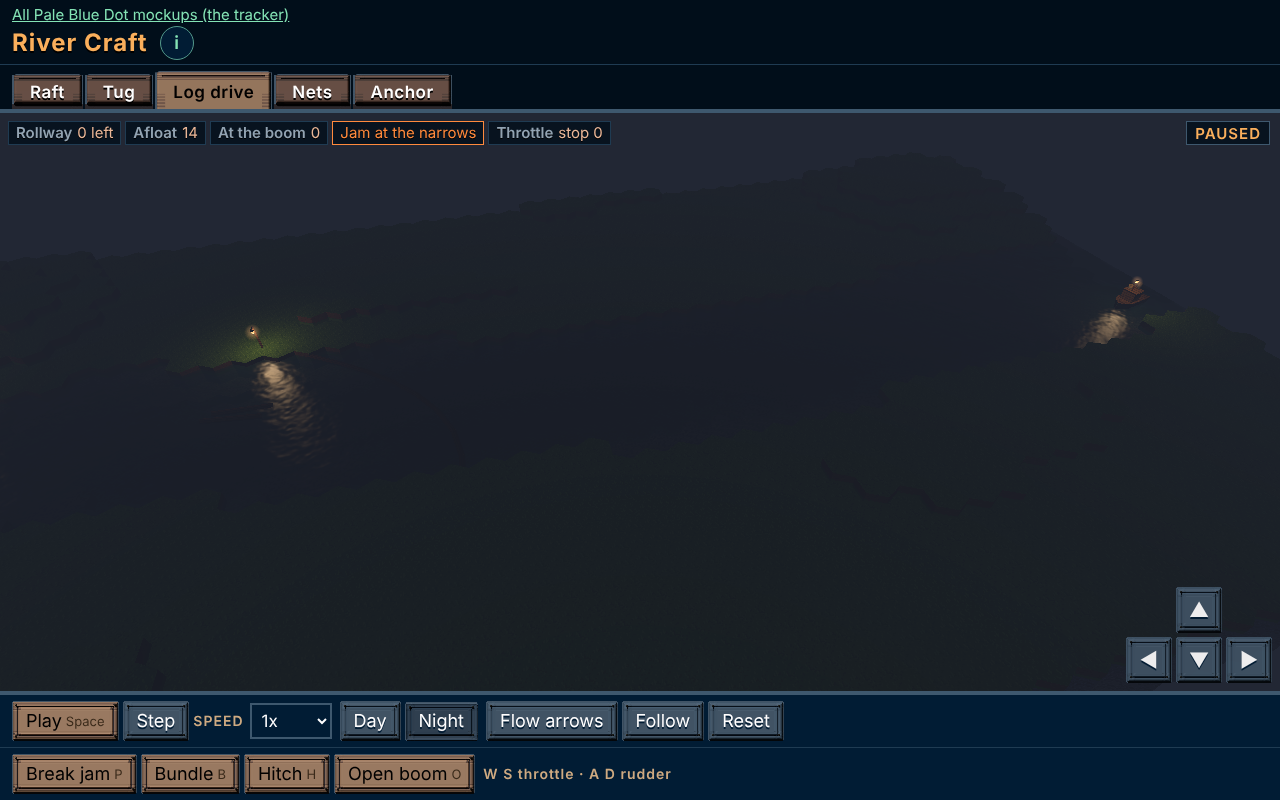 All Pale Blue Dot mockups (the tracker)
River Craft i
Raft Tug Log drive Nets Anchor
Rollway 0 left Afloat 14 At the boom 0 Jam at the narrows Throttle stop 0 PAUSED
Play Space Step SPEED 1x Day Night Flow arrows Follow Reset
Break jam P Bundle B Hitch H Open boom O W S throttle · A D rudder